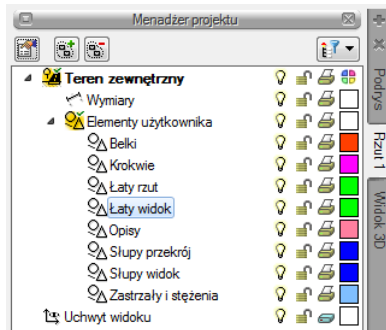 Menadżer projektu
Teren zewnętrzny
Wymiary
Elementy użytkownika
Belki
Krokwie
Łaty rzut
Łaty widok
Opisy
Słupy przekrój
Słupy widok
Zastrzały i stężenia
Uchwyt widoku
Podrys
Rzut 1
Widok 3D